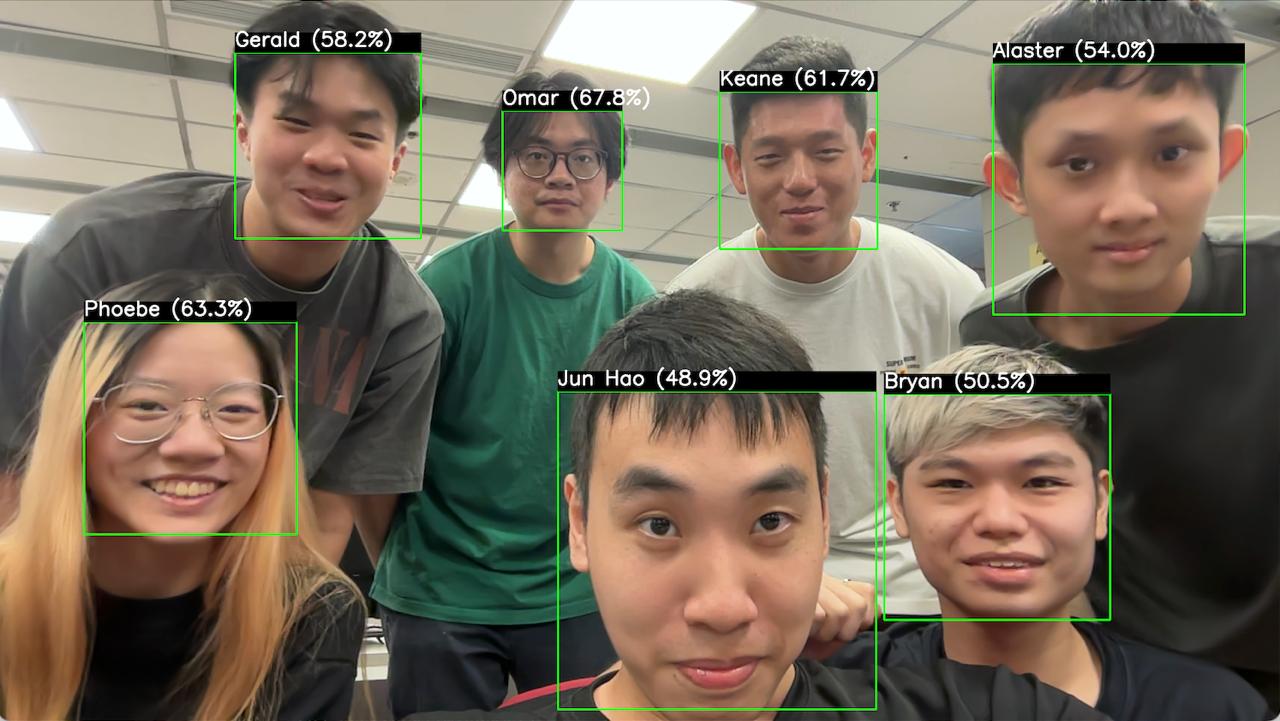 Gerald (58.2%)
Omar (67.8%)
Keane (61.7%)
Alaster (54.0%)
Phoebe (63.3%)
Jun Hao (48.9%)
Bryan (50.5%)
SUPER